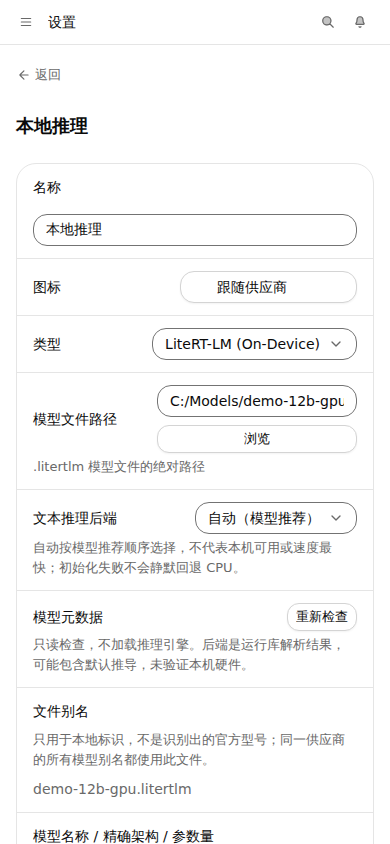 设置
返回
本地推理
名称
本地推理
图标
跟随供应商
类型
LiteRT-LM (On-Device)
模型文件路径
C:/Models/demo-12b-gpu
浏览
.litertlm 模型文件的绝对路径
文本推理后端
自动（模型推荐）
自动按模型推荐顺序选择，不代表本机可用或速度最
快；初始化失败不会静默回退 CPU。
模型元数据
重新检查
只读检查，不加载推理引擎。后端是运行库解析结果，
可能包含默认推导，未验证本机硬件。
文件别名
只用于本地标识，不是识别出的官方型号；同一供应商
的所有模型别名都使用此文件。
demo-12b-gpu.litertlm
模型名称 / 精确架构 / 参数量